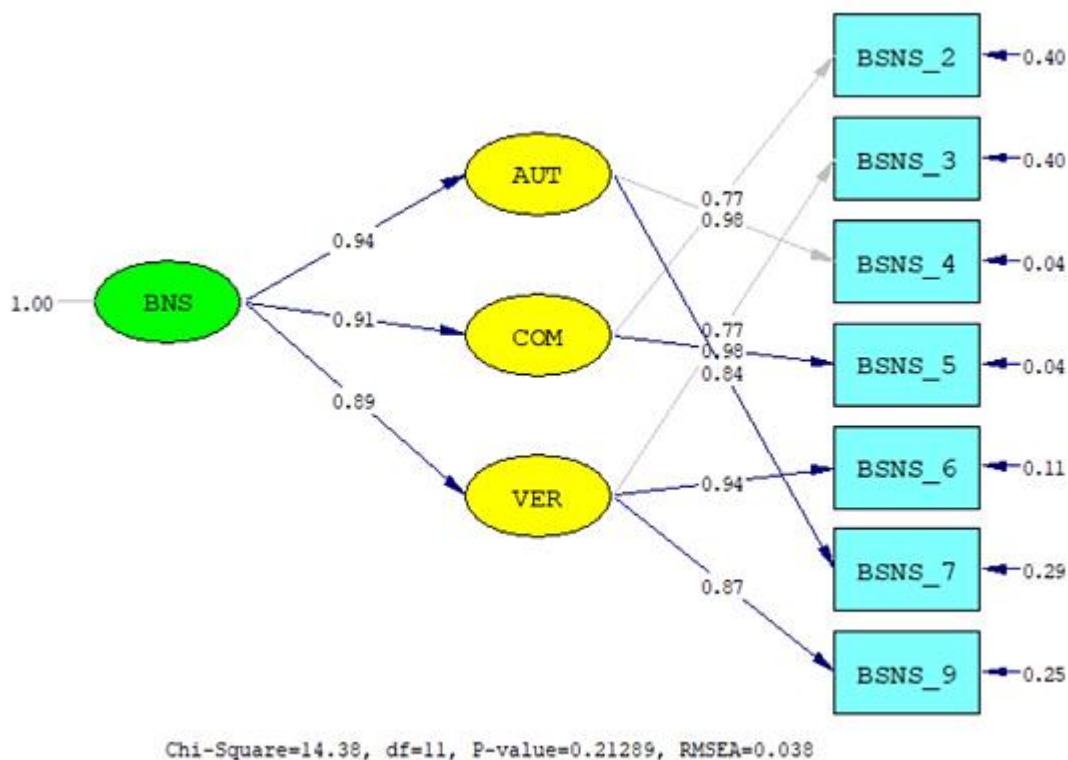 BSNS_2
0.40
BSNS_3
0.40
AUT
0.77
0.98
0.94
BSNS_4
0.04
1.00
BNS
0.91
COM
0.77
0.98
0.84
BSNS_5
0.04
0.89
BSNS_6
0.11
VER
0.94
BSNS_7
0.29
0.87
BSNS_9
0.25
Chi-Square=14.38, df=11, P-value=0.21289, RMSEA=0.038